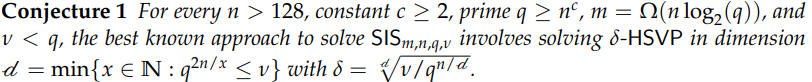 Conjecture 1 For every n > 128, constant c ≥ 2, prime q ≥ n^c, m = Ω(n log₂(q)), and
ν < q, the best known approach to solve SIS_{m,n,q,ν} involves solving δ-HSVP in dimension
d = min{x ∈ ℕ : q^{2n/x} ≤ ν} with δ = \sqrt[d]{ν/q^{n/d}}.